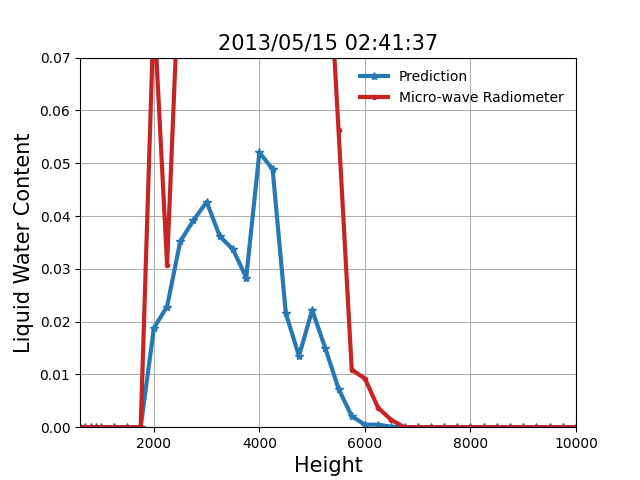 2013/05/15 02:41:37
Prediction
Micro-wave Radiometer
Liquid Water Content
0.07
0.06
0.05
0.04
0.03
0.02
0.01
0.00
2000 4000 6000 8000 10000
Height